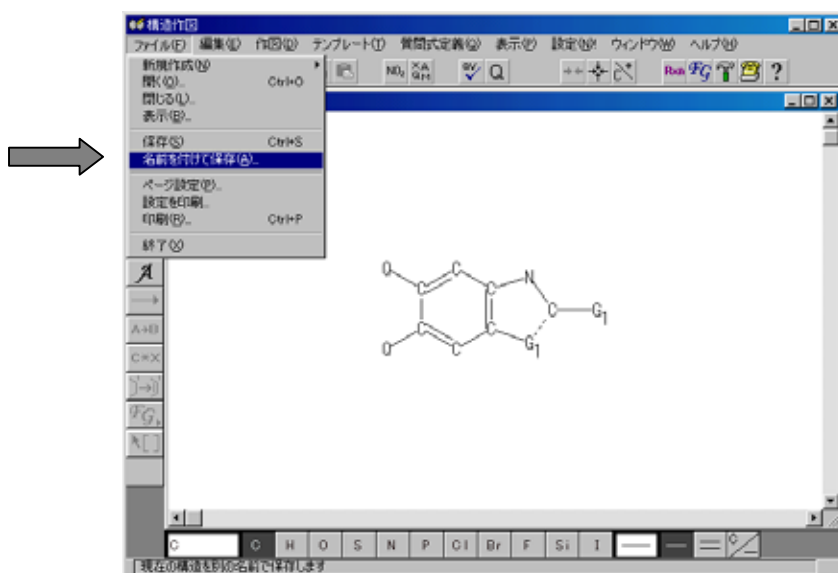 構造作図
ファイル(F) 編集(E) 作図(D) テンプレート(T) 質問式定義(Q) 表示(P) 設定(N) ウィンドウ(W) ヘルプ(H)
新規作成(N)
開く(O)... Ctrl+O
閉じる(L)...
表示(B)...
NO₂ XA QV Q Rxn FG ?
保存(S) Ctrl+S
名前を付けて保存(A)...
ページ設定(P)...
設定を印刷...
印刷(R)... Ctrl+P
終了(X)
A
A+B
C=X
FG
O C N
C C
C G₁
C C
O C G₁
C C H O S N P Cl Br F Si I
現在の構造を別の名前で保存します